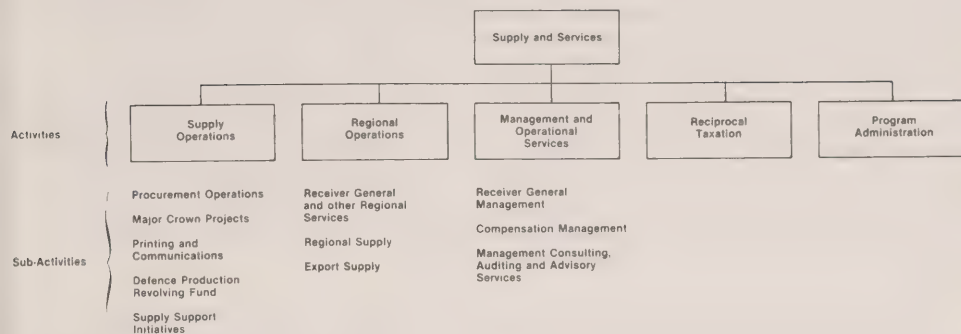 Supply and Services
Activities
Supply
Operations
Regional
Operations
Management and
Operational
Services
Reciprocal
Taxation
Program
Administration
Sub-Activities
Procurement Operations
Major Crown Projects
Printing and
Communications
Defence Production
Revolving Fund
Supply Support
Initiatives
Receiver General
and other Regional
Services
Regional Supply
Export Supply
Receiver General
Management
Compensation Management
Management Consulting,
Auditing and Advisory
Services